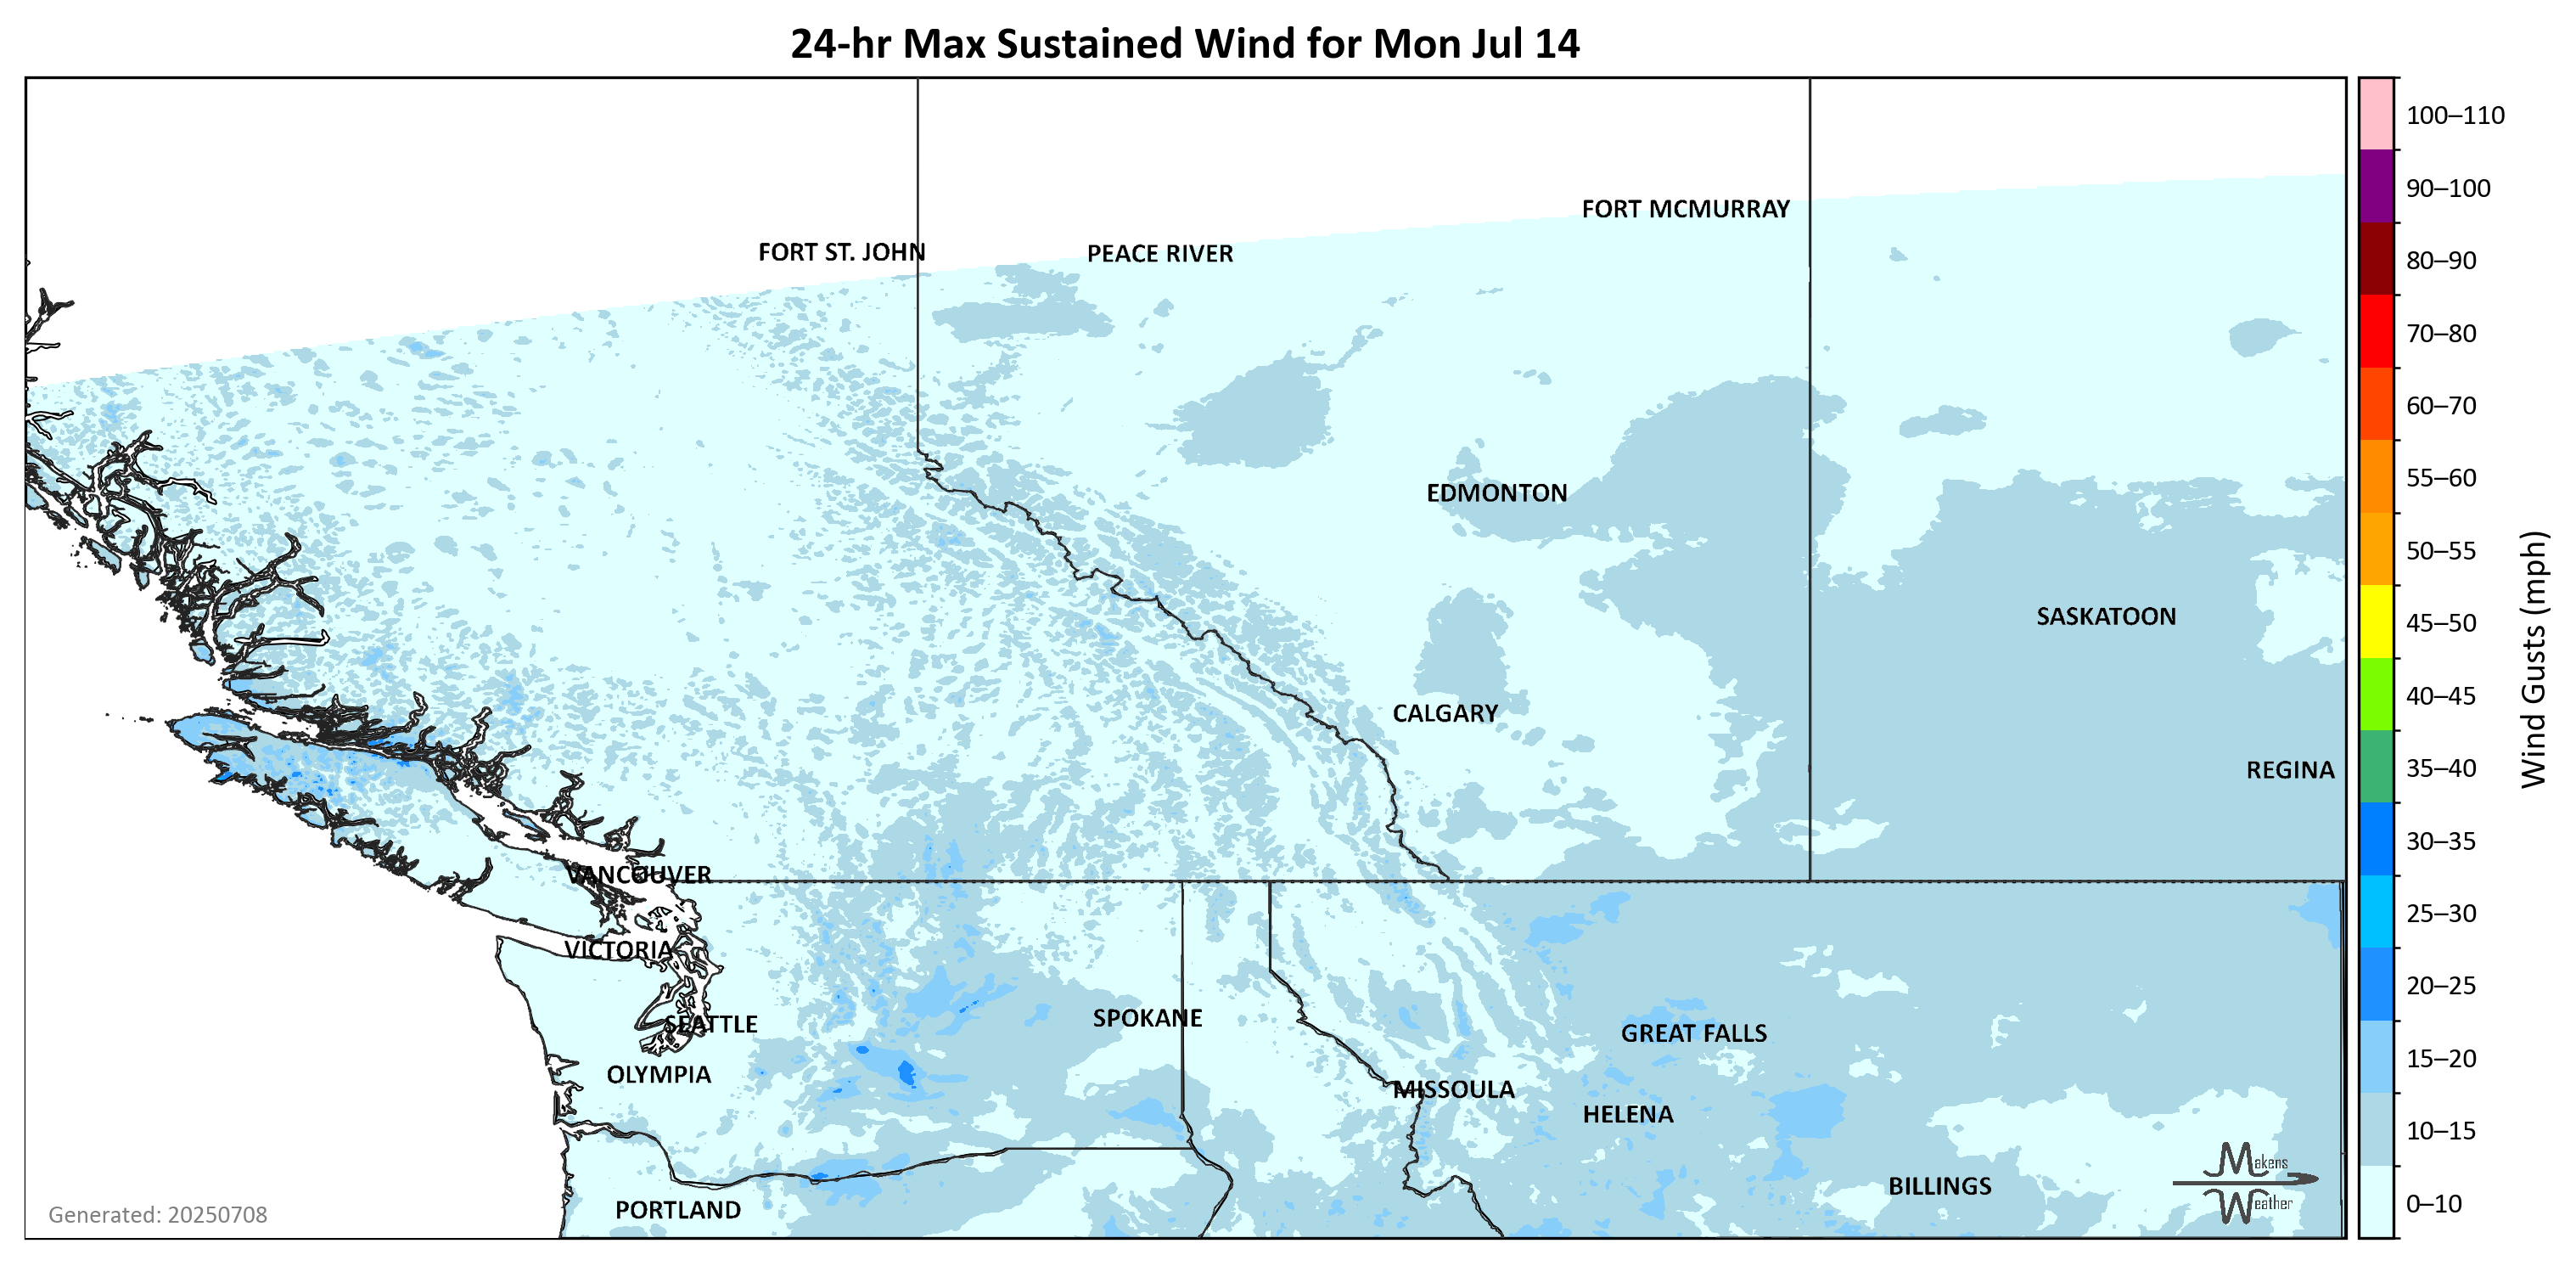 24-hr Max Sustained Wind for Mon Jul 14
FORT MCMURRAY
FORT ST. JOHN
PEACE RIVER
EDMONTON
SASKATOON
CALGARY
REGINA
VANCOUVER
VICTORIA
SEATTLE
SPOKANE
GREAT FALLS
OLYMPIA
MISSOULA
HELENA
BILLINGS
PORTLAND
Makens
Weather
Generated: 20250708
100–110
90–100
80–90
70–80
60–70
55–60
50–55
45–50
40–45
35–40
30–35
25–30
20–25
15–20
10–15
0–10
Wind Gusts (mph)